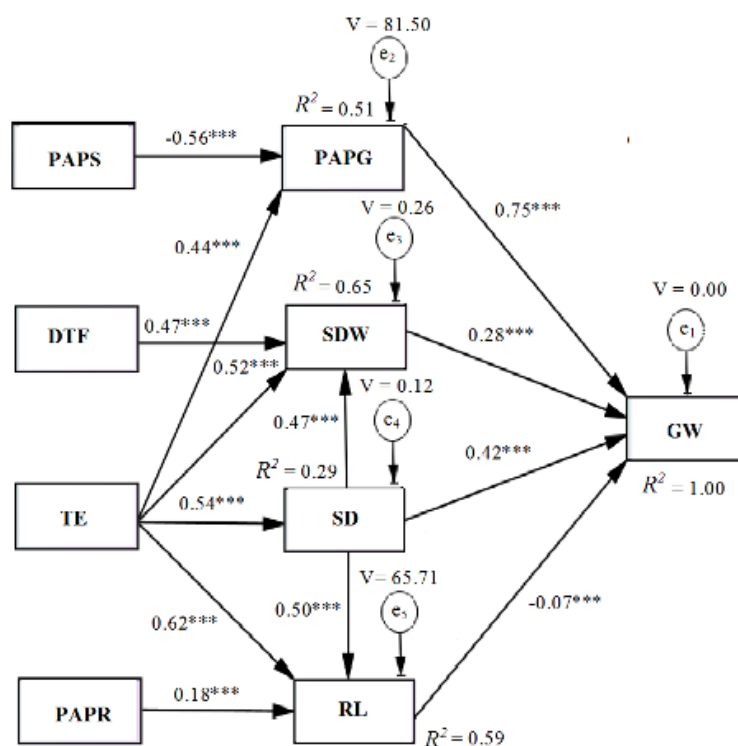 V = 81.50
e2
R² = 0.51
PAPS
-0.56***
PAPG
V = 0.26
0.75***
e3
0.44***
R² = 0.65
V = 0.00
DTF
0.47***
SDW
0.28***
e1
0.52***
V = 0.12
0.47***
e4
GW
0.42***
R² = 0.29
R² = 1.00
TE
0.54***
SD
V= 65.71
0.50***
e5
-0.07***
0.62***
PAPR
0.18***
RL
R² = 0.59